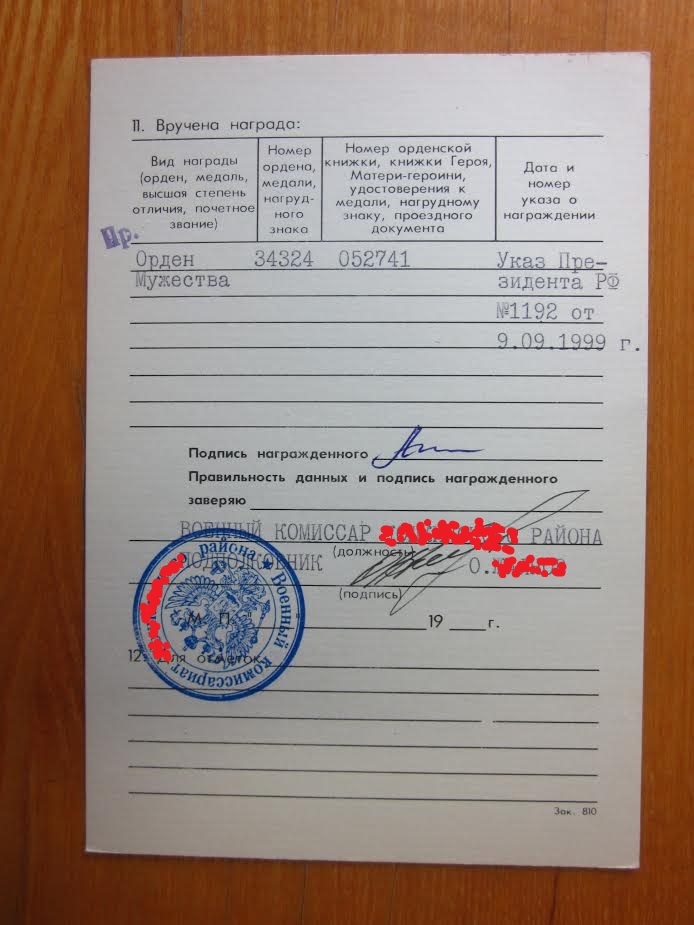 11. Вручена награда:
Вид награды
(орден, медаль,
высшая степень
отличия, почетное
звание)
Номер
ордена,
медали,
нагруд-
ного
знака
Номер орденской
книжки, книжки Героя,
Матери-героини,
удостоверения к
медали, нагрудному
знаку, проездного
документа
Дата и
номер
указа о
награждении
Орден 34324 052741 Указ Пре-
Мужества зидента РФ
№1192 от
9.09.1999 г.
Подпись награжденного
Правильность данных и подпись награжденного
заверяю
ВОЕННЫЙ КОМИССАР РАЙОНА
(должность)
ПОДПОЛКОВНИК О.
(подпись)
М. П. 19 г.
района ★ Военный комиссариат
12. Для отметок
Зак. 810